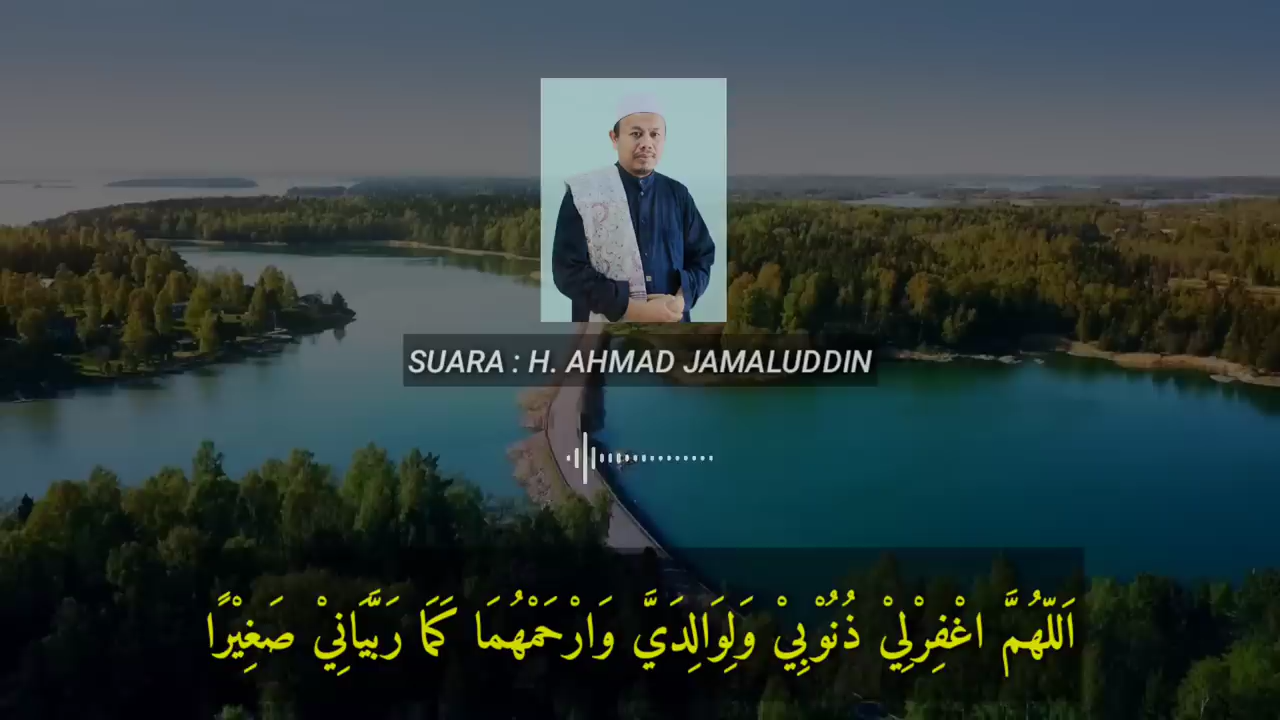 SUARA : H. AHMAD JAMALUDDIN
اَللّهُمَّ اغْفِرْلِيْ ذُنُوْبِيْ وَلِوَالِدَيَّ وَارْحَمْهُمَا كَمَا رَبَّيَانِيْ صَغِيْرًا